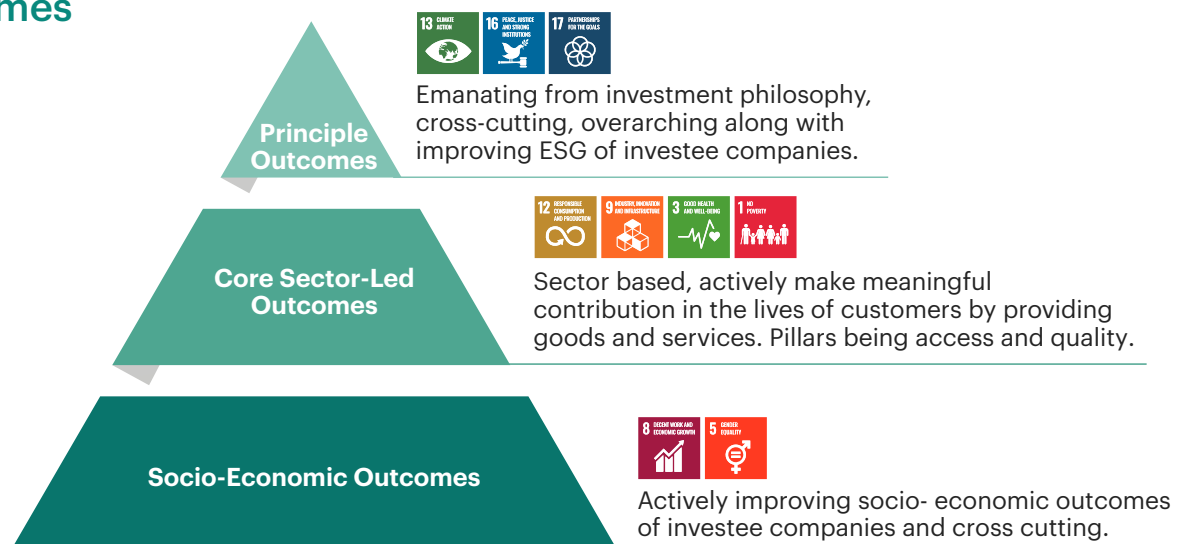 mes
13 CLIMATE
ACTION
16 PEACE, JUSTICE
AND STRONG
INSTITUTIONS
17 PARTNERSHIPS
FOR THE GOALS
Emanating from investment philosophy,
cross-cutting, overarching along with
improving ESG of investee companies.
Principle
Outcomes
12 RESPONSIBLE
CONSUMPTION
AND PRODUCTION
9 INDUSTRY, INNOVATION
AND INFRASTRUCTURE
3 GOOD HEALTH
AND WELL-BEING
1 NO
POVERTY
Core Sector-Led
Outcomes
Sector based, actively make meaningful
contribution in the lives of customers by providing
goods and services. Pillars being access and quality.
8 DECENT WORK AND
ECONOMIC GROWTH
5 GENDER
EQUALITY
Socio-Economic Outcomes
Actively improving socio- economic outcomes
of investee companies and cross cutting.